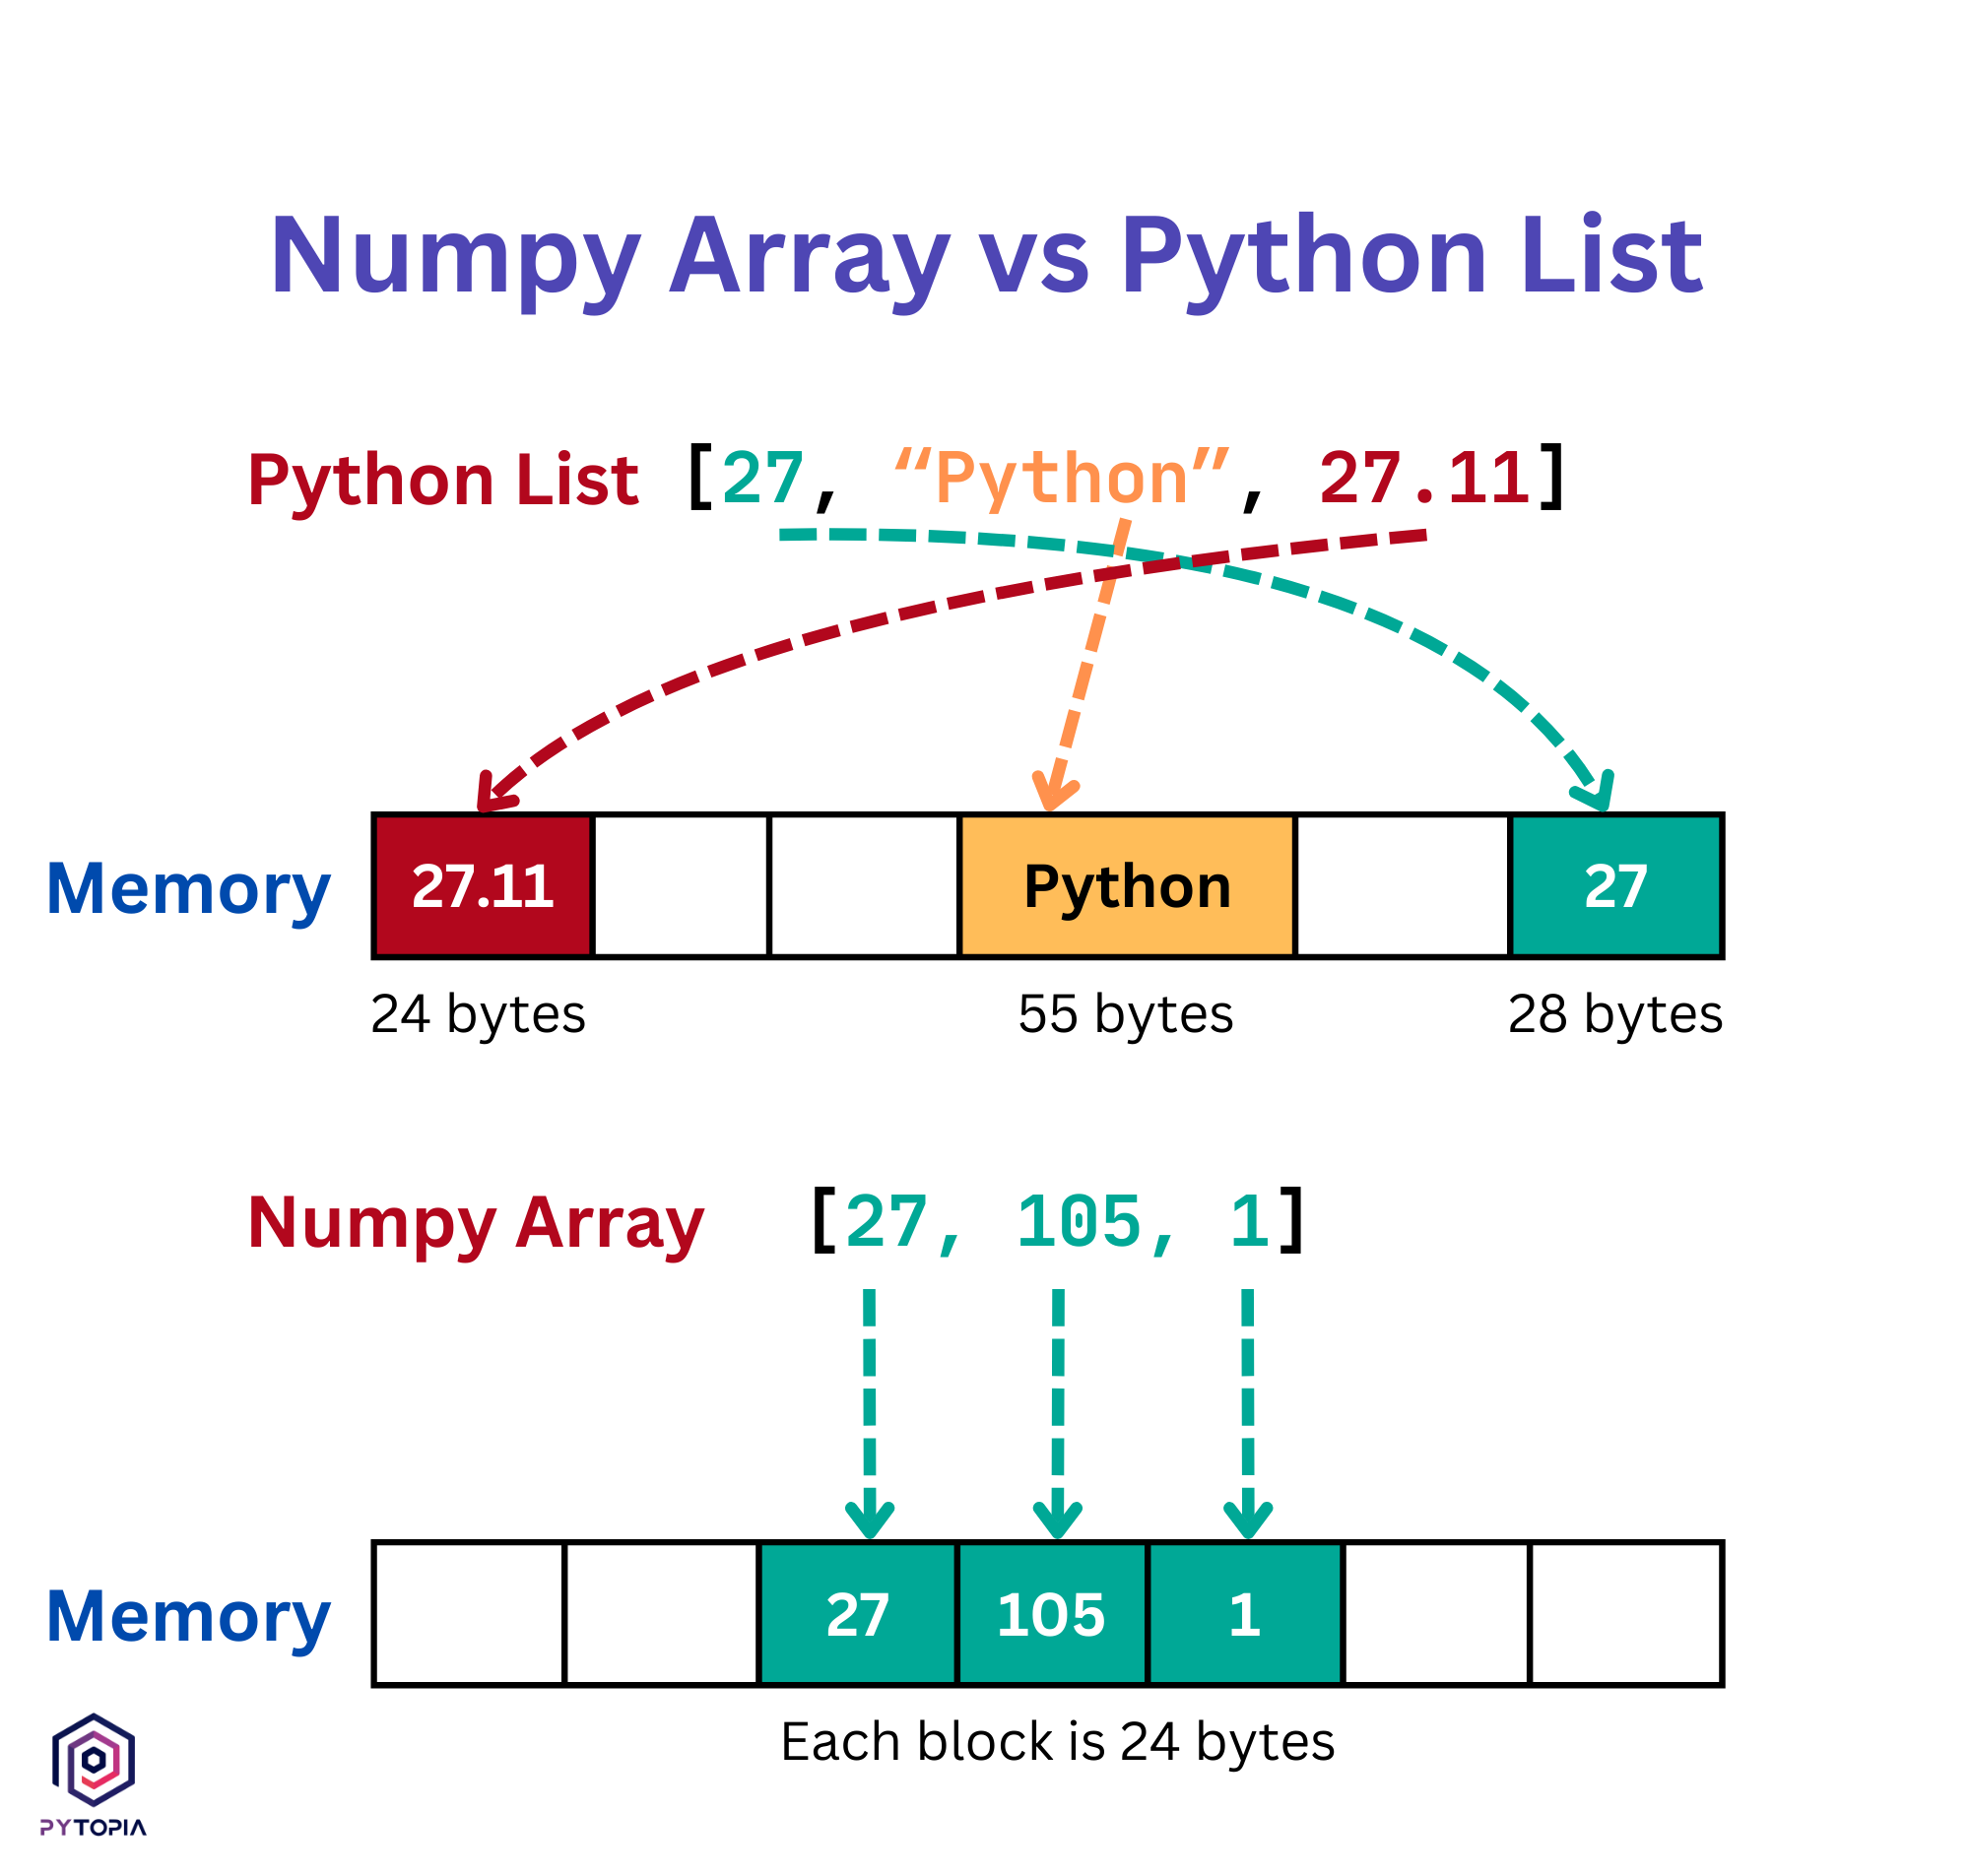 Numpy Array vs Python List
Python List [27, “Python”, 27.11]
Memory 27.11 Python 27
24 bytes 55 bytes 28 bytes
Numpy Array [27, 105, 1]
Memory 27 105 1
Each block is 24 bytes
PYTOPIA